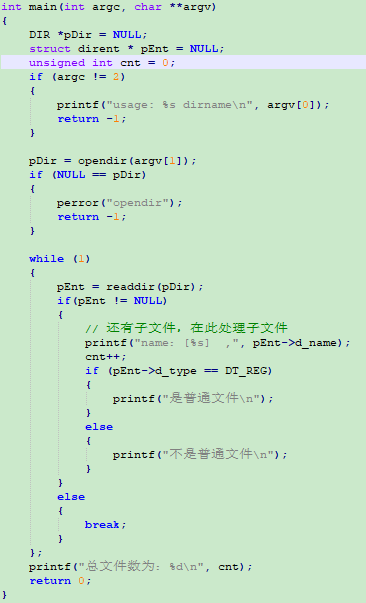 int main(int argc, char **argv)
{
    DIR *pDir = NULL;
    struct dirent * pEnt = NULL;
    unsigned int cnt = 0;
    if (argc != 2)
    {
        printf("usage: %s dirname\n", argv[0]);
        return -1;
    }

    pDir = opendir(argv[1]);
    if (NULL == pDir)
    {
        perror("opendir");
        return -1;
    }

    while (1)
    {
        pEnt = readdir(pDir);
        if(pEnt != NULL)
        {
            // 还有子文件，在此处理子文件
            printf("name: [%s]  ,", pEnt->d_name);
            cnt++;
            if (pEnt->d_type == DT_REG)
            {
                printf("是普通文件\n");
            }
            else
            {
                printf("不是普通文件\n");
            }
        }
        else
        {
            break;
        }
    };
    printf("总文件数为: %d\n", cnt);
    return 0;
}